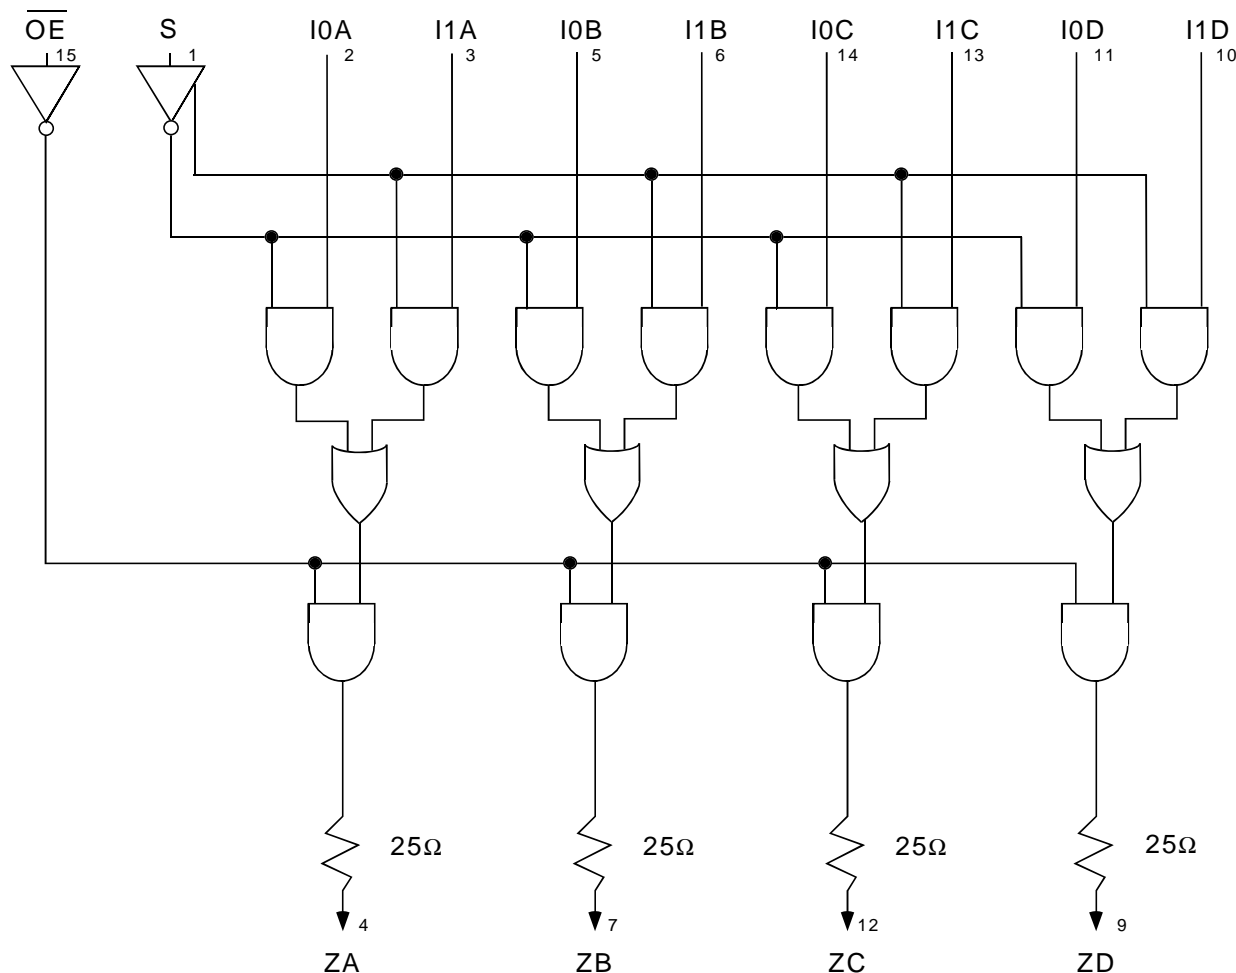 OE S I0A I1A I0B I1B I0C I1C I0D I1D
15 1 2 3 5 6 14 13 11 10
25Ω 25Ω 25Ω 25Ω
4 7 12 9
ZA ZB ZC ZD